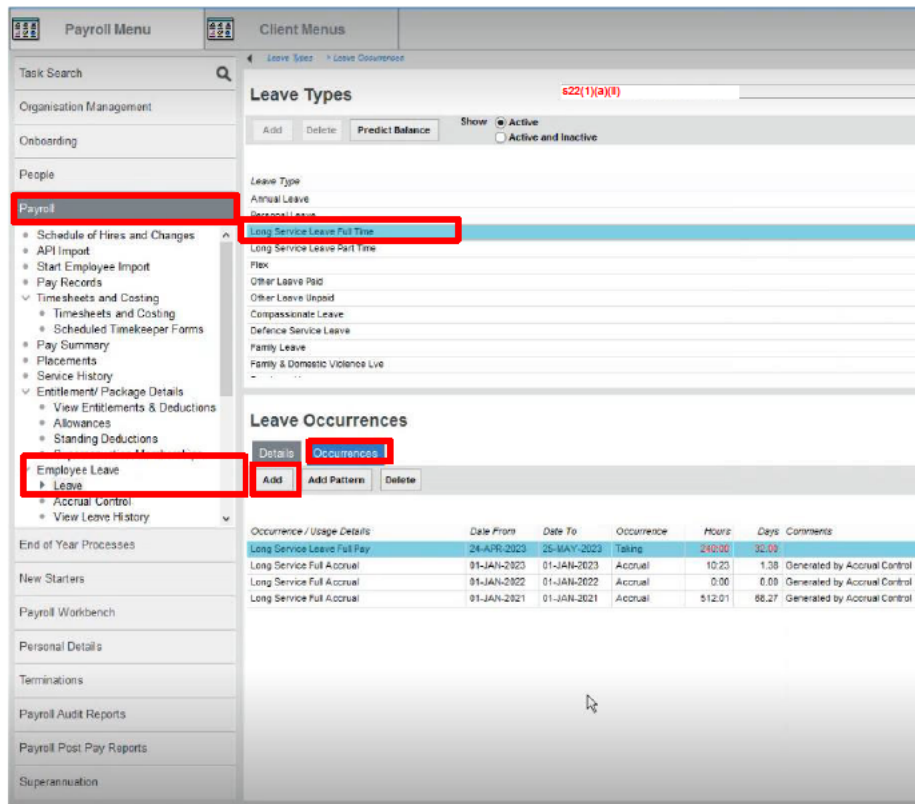 Payroll Menu
Client Menus
Leave Types > Leave Occurrences
Task Search
Organisation Management
Onboarding
People
Payroll
Schedule of Hires and Changes
API Import
Start Employee Import
Pay Records
Timesheets and Costing
Timesheets and Costing
Scheduled Timekeeper Forms
Pay Summary
Placements
Service History
Entitlement/ Package Details
View Entitlements & Deductions
Allowances
Standing Deductions
Employee Leave
Leave
Accrual Control
View Leave History
End of Year Processes
New Starters
Payroll Workbench
Personal Details
Terminations
Payroll Audit Reports
Payroll Post Pay Reports
Superannuation
Leave Types
s22(1)(a)(ii)
Add Delete Predict Balance Show Active
Active and Inactive
Leave Type
Annual Leave
Personal Leave
Long Service Leave Full Time
Long Service Leave Part Time
Flex
Other Leave Paid
Other Leave Unpaid
Compassionate Leave
Defence Service Leave
Family Leave
Family & Domestic Violence Lve
Leave Occurrences
Details Occurrences
Add Add Pattern Delete
Occurrence / Usage Details Date From Date To Occurrence Hours Days Comments
Long Service Leave Full Pay 24-APR-2023 25-MAY-2023 Taking 240:00 32.00
Long Service Full Accrual 01-JAN-2023 01-JAN-2023 Accrual 10:23 1.38 Generated by Accrual Control
Long Service Full Accrual 01-JAN-2022 01-JAN-2022 Accrual 0:00 0.00 Generated by Accrual Control
Long Service Full Accrual 01-JAN-2021 01-JAN-2021 Accrual 512:01 68.27 Generated by Accrual Control